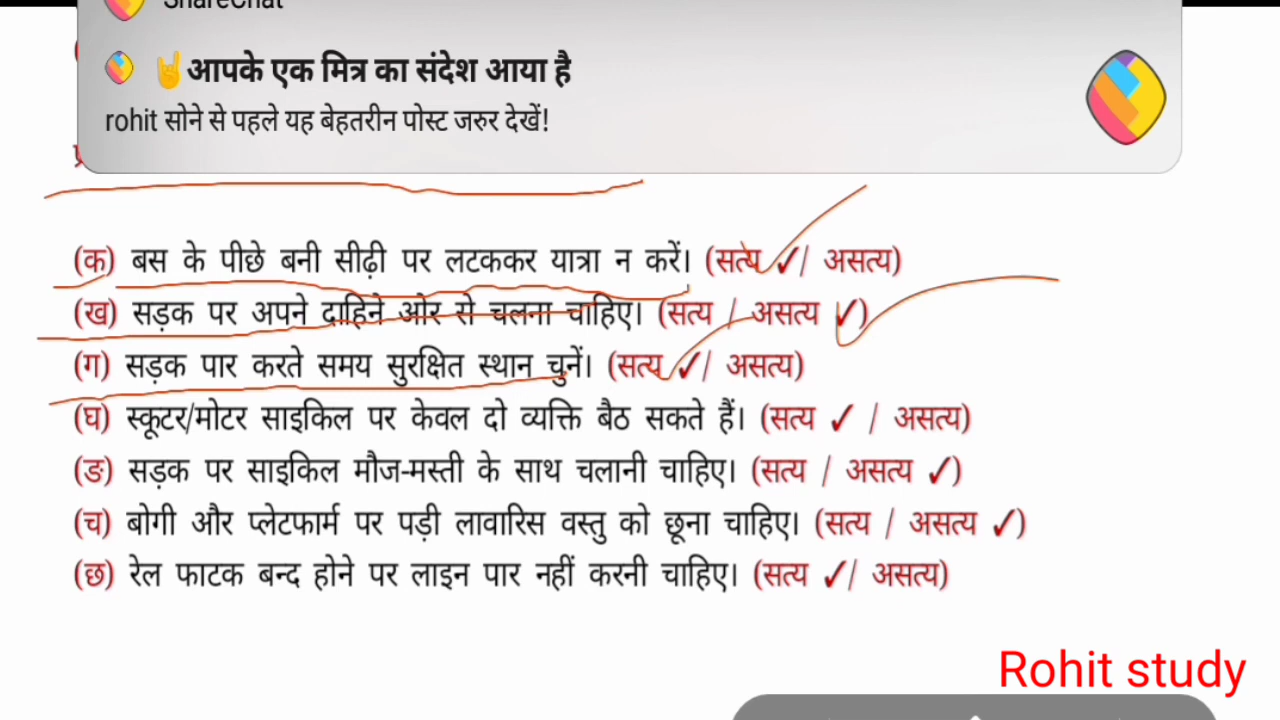 ShareChat
🤘आपके एक मित्र का संदेश आया है
rohit सोने से पहले यह बेहतरीन पोस्ट जरुर देखें!
(क) बस के पीछे बनी सीढ़ी पर लटककर यात्रा न करें। (सत्य ✓/ असत्य)
(ख) सड़क पर अपने दाहिने ओर से चलना चाहिए। (सत्य / असत्य ✓)
(ग) सड़क पार करते समय सुरक्षित स्थान चुनें। (सत्य ✓/ असत्य)
(घ) स्कूटर/मोटर साइकिल पर केवल दो व्यक्ति बैठ सकते हैं। (सत्य ✓ / असत्य)
(ङ) सड़क पर साइकिल मौज-मस्ती के साथ चलानी चाहिए। (सत्य / असत्य ✓)
(च) बोगी और प्लेटफार्म पर पड़ी लावारिस वस्तु को छूना चाहिए। (सत्य / असत्य ✓)
(छ) रेल फाटक बन्द होने पर लाइन पार नहीं करनी चाहिए। (सत्य ✓/ असत्य)
Rohit study